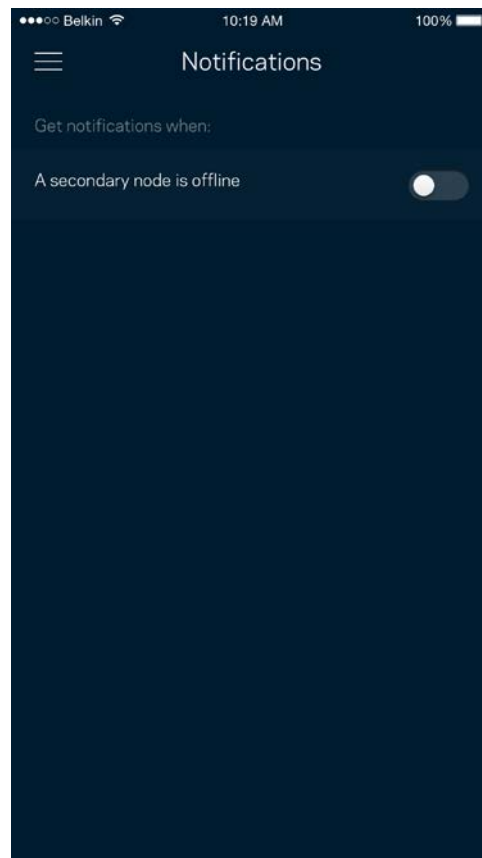 Belkin 10:19 AM 100%
Notifications
Get notifications when:
A secondary node is offline